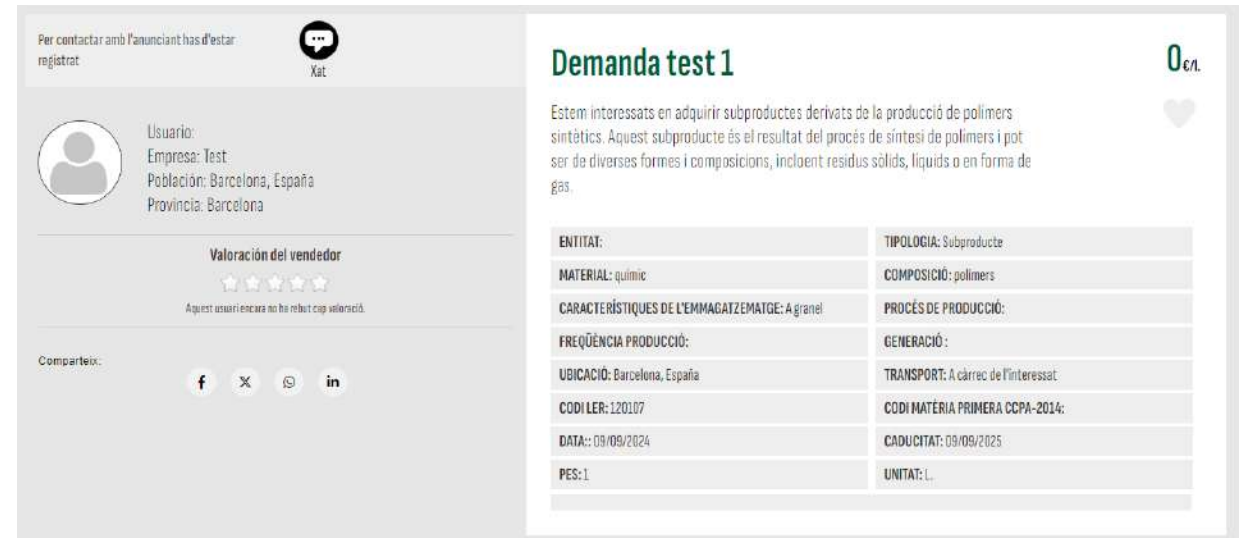 Per contactar amb l'anunciant has d'estar
registrat
Xat
Usuario:
Empresa: Test
Población: Barcelona, España
Provincia: Barcelona
Valoración del vendedor
Aquest usuari encara no ha rebut cap valoració.
Comparteix:
Demanda test 1
0€/l.
Estem interessats en adquirir subproductes derivats de la producció de polímers
sintètics. Aquest subproducte és el resultat del procés de síntesi de polímers i pot
ser de diverses formes i composicions, incloent residus sòlids, líquids o en forma de
gas.
ENTITAT:
TIPOLOGIA: Subproducte
MATERIAL: químic
COMPOSICIÓ: polímers
CARACTERÍSTIQUES DE L'EMMAGATZEMATGE: A granel
PROCÉS DE PRODUCCIÓ:
FREQÜÈNCIA PRODUCCIÓ:
GENERACIÓ :
UBICACIÓ: Barcelona, España
TRANSPORT: A càrrec de l'interessat
CODI LER: 120107
CODI MATÈRIA PRIMERA CCPA-2014:
DATA:: 09/09/2024
CADUCITAT: 09/09/2025
PES: 1
UNITAT: L.